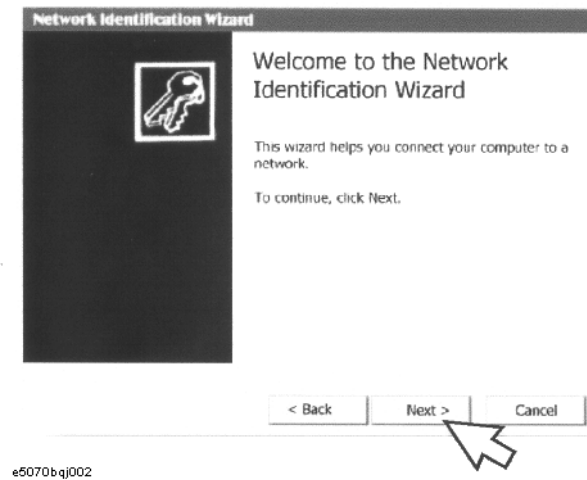 Network Identification Wizard
Welcome to the Network
Identification Wizard
This wizard helps you connect your computer to a
network.
To continue, click Next.
< Back
Next >
Cancel
e5070bqj002